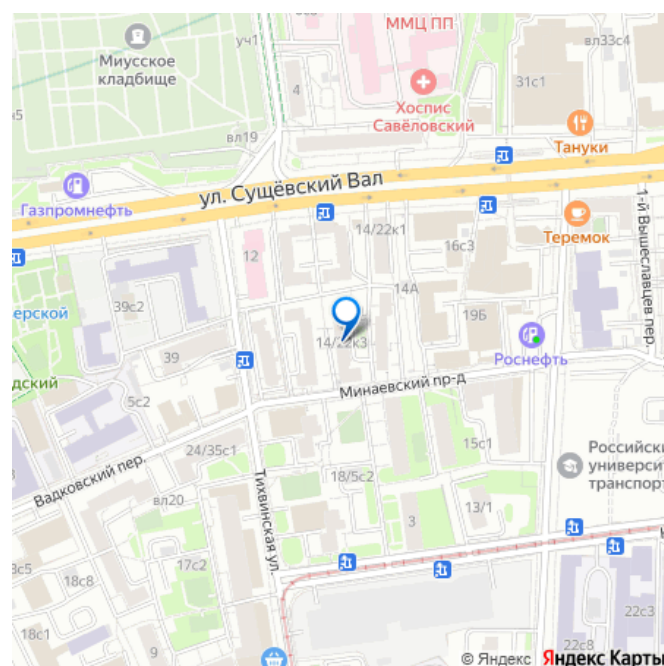 ММЦ ПП
вл33с4
уч1
Миусское
кладбище
4
31с1
Хоспис
Савёловский
вл19
Тануки
ул. Сущёвский Вал
Газпромнефть
14/22к1
Теремок
1-й Вышеславцев пер.
12
16с3
14А
39с2
ерской
19Б
14/22к3
Роснефть
39
дский
5с2
Минаевский пр-д
15с1
24/35с1
Вадковский пер.
Российски
универси
транспорт
18/5с2
вл20
Тихвинская ул.
13/1
3
17с2
18с8
22с3
18с1
9
22с8
© Яндекс Яндекс Карты